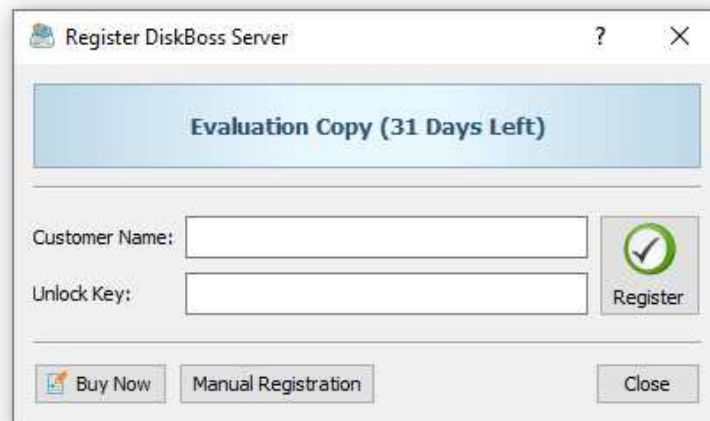 Register DiskBoss Server ?
Evaluation Copy (31 Days Left)
Customer Name:
Unlock Key:
Register
Buy Now Manual Registration Close